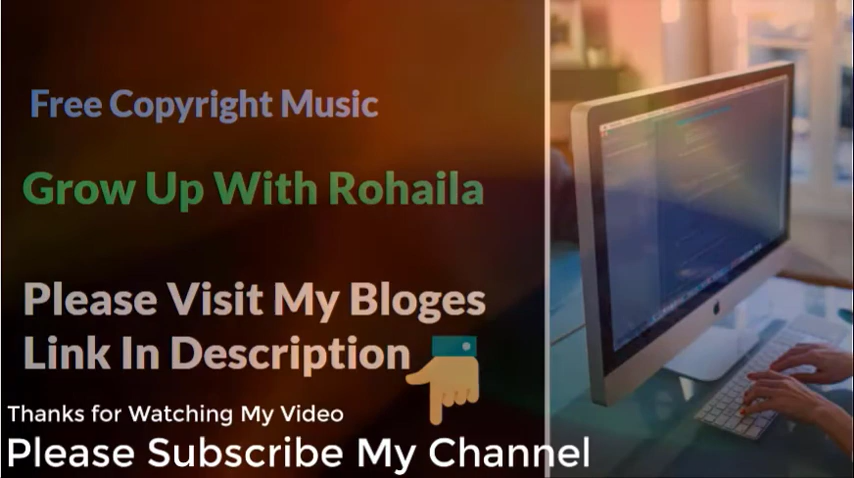 Free Copyright Music
Grow Up With Rohaila
Please Visit My Bloges
Link In Description
Thanks for Watching My Video
Please Subscribe My Channel